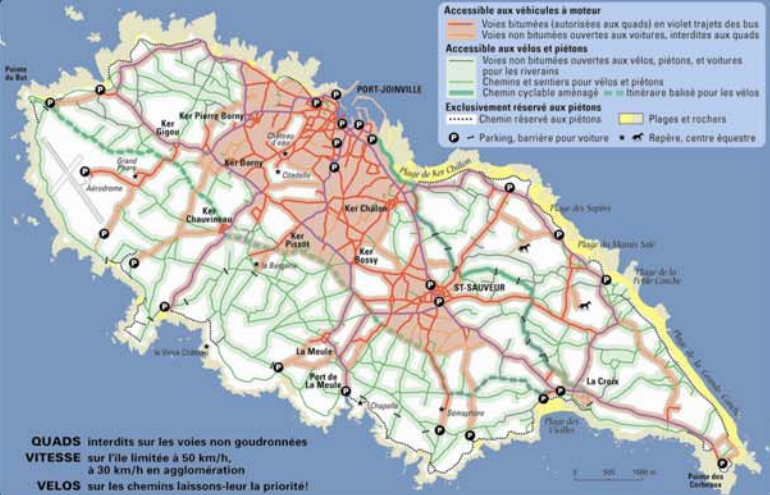 Accessible aux véhicules à moteur
Voies bitumées (autorisées aux quads) en violet trajets des bus
Voies non bitumées ouvertes aux voitures, interdites aux quads
Accessible aux vélos et piétons
Voies non bitumées ouvertes aux vélos, piétons, et voitures
pour les riverains
Chemins et sentiers pour vélos et piétons
Chemin cyclable aménagé
Itinéraire balisé pour les vélos
Exclusivement réservé aux piétons
Chemin réservé aux piétons
Plages et rochers
P Parking, barrière pour voiture
Repère, centre équestre
Pointe
du But
PORT-JOINVILLE
Ker Pierre Borny
Ker
Gigou
Château
d'eau
Ker Borny
Citadelle
Grand
Phare
Aérodrome
Plage de Ker Chillon
Ker Châlon
Ker
Chauvineau
Ker
Pissot
Ker
Bossy
Plage des Sapins
Plage du Marais Salé
Plage de la
Petite Conche
ST-SAUVEUR
Plage de la Grande Conche
le Vieux Château
La Meule
Port de
La Meule
Chapelle
Sémaphore
La Croix
Plage des
Vieilles
Pointe des
Corbeaux
0 500 1000 m
QUADS interdits sur les voies non goudronnées
VITESSE sur l'île limitée à 50 km/h,
à 30 km/h en agglomération
VELOS sur les chemins laissons-leur la priorité!